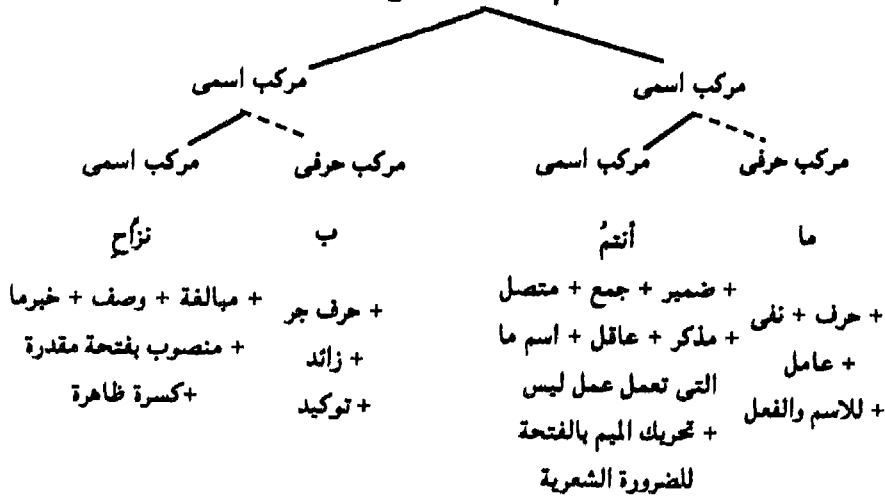 مركب اسمى مركب اسمى
مركب حرفى مركب اسمى مركب حرفى مركب اسمى
ما أنتمُ ب نزَّاحِ
+ حرف + نفى
+ عامل
+ للاسم والفعل
+ ضمير + جمع + متصل
+ مذكر + عاقل + اسم ما
التى تعمل عمل ليس
+ تحريك الميم بالفتحة
للضرورة الشعرية
+ حرف جر
+ زائد
+ توكيد
+ مبالغة + وصف + خبرما
+ منصوب بفتحة مقدرة
+كسرة ظاهرة